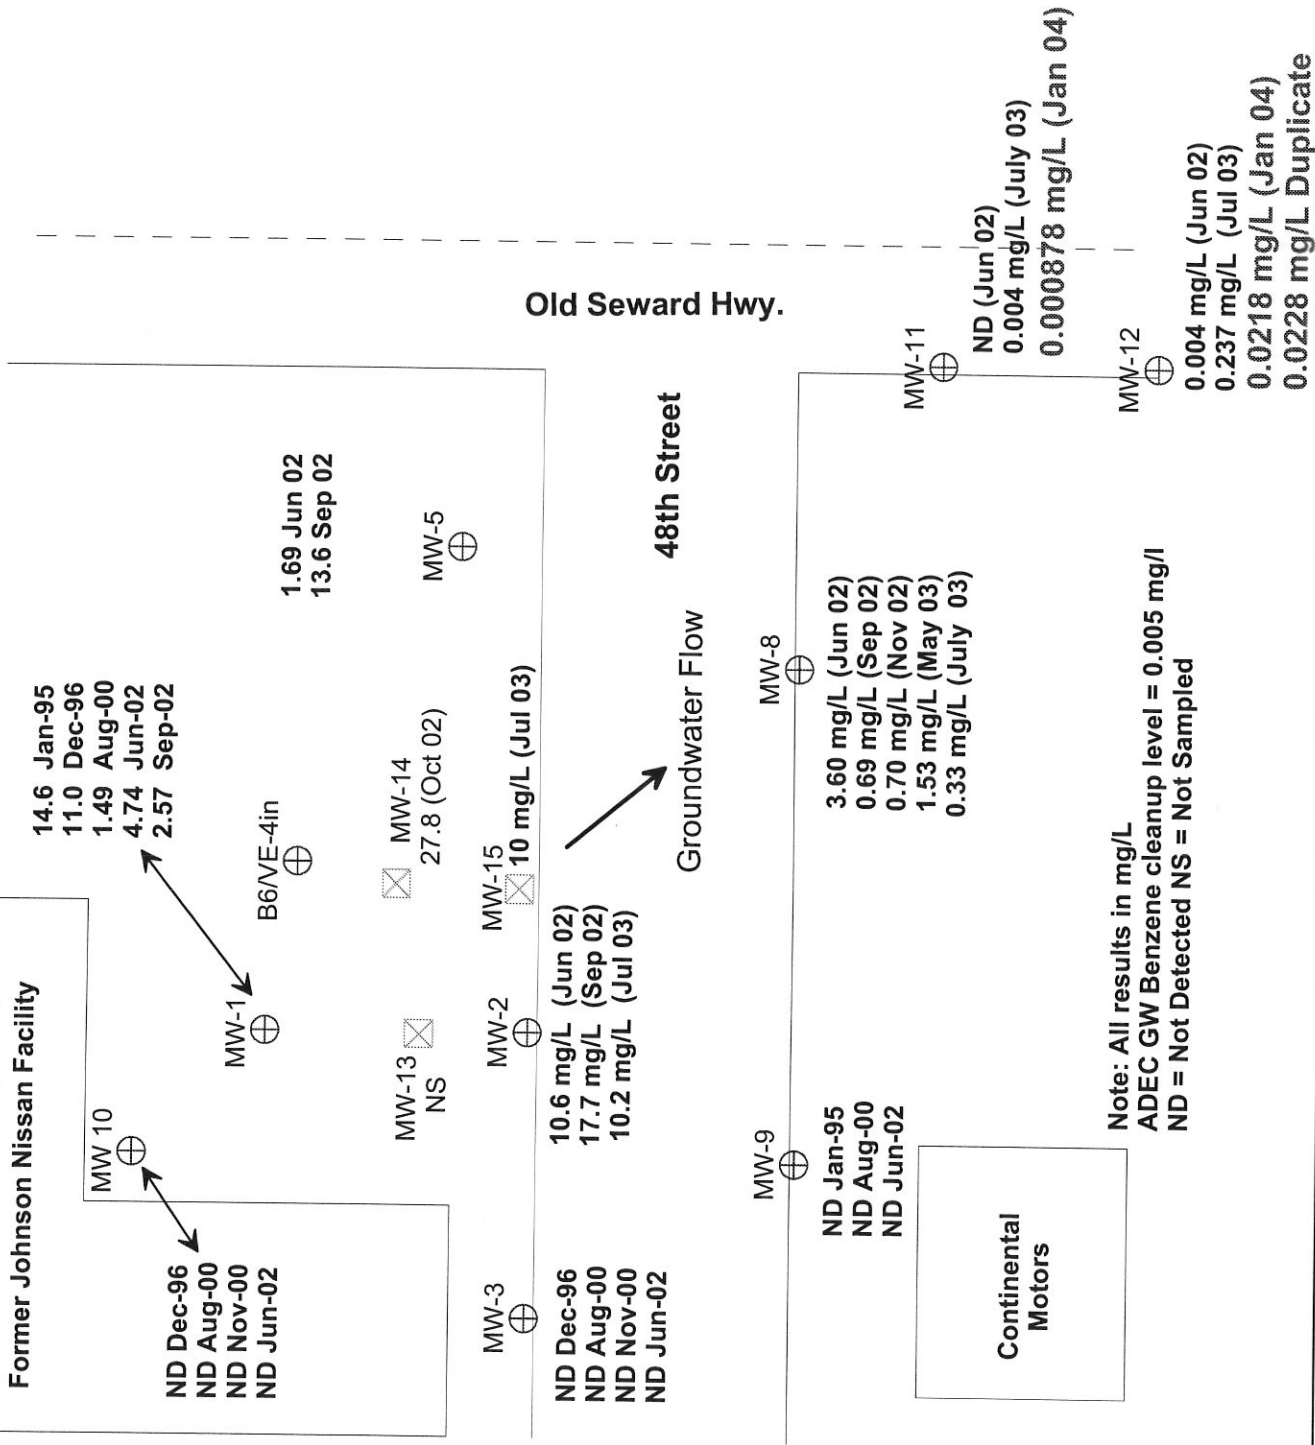 Former Johnson Nissan Facility
MW 10
ND Dec-96
ND Aug-00
ND Nov-00
ND Jun-02
MW-1
14.6 Jan-95
11.0 Dec-96
1.49 Aug-00
4.74 Jun-02
2.57 Sep-02
B6/VE-4in
MW-13
NS
MW-14
27.8 (Oct 02)
1.69 Jun 02
13.6 Sep 02
MW-5
MW-3
ND Dec-96
ND Aug-00
ND Nov-00
ND Jun-02
MW-2
10.6 mg/L (Jun 02)
17.7 mg/L (Sep 02)
10.2 mg/L (Jul 03)
MW-15
10 mg/L (Jul 03)
Old Seward Hwy.
48th Street
Groundwater Flow
MW-9
ND Jan-95
ND Aug-00
ND Jun-02
MW-8
3.60 mg/L (Jun 02)
0.69 mg/L (Sep 02)
0.70 mg/L (Nov 02)
1.53 mg/L (May 03)
0.33 mg/L (July 03)
MW-11
ND (Jun 02)
0.004 mg/L (July 03)
0.000878 mg/L (Jan 04)
MW-12
0.004 mg/L (Jun 02)
0.237 mg/L (Jul 03)
0.0218 mg/L (Jan 04)
0.0228 mg/L Duplicate
Continental
Motors
Note: All results in mg/L
ADEC GW Benzene cleanup level = 0.005 mg/l
ND = Not Detected NS = Not Sampled